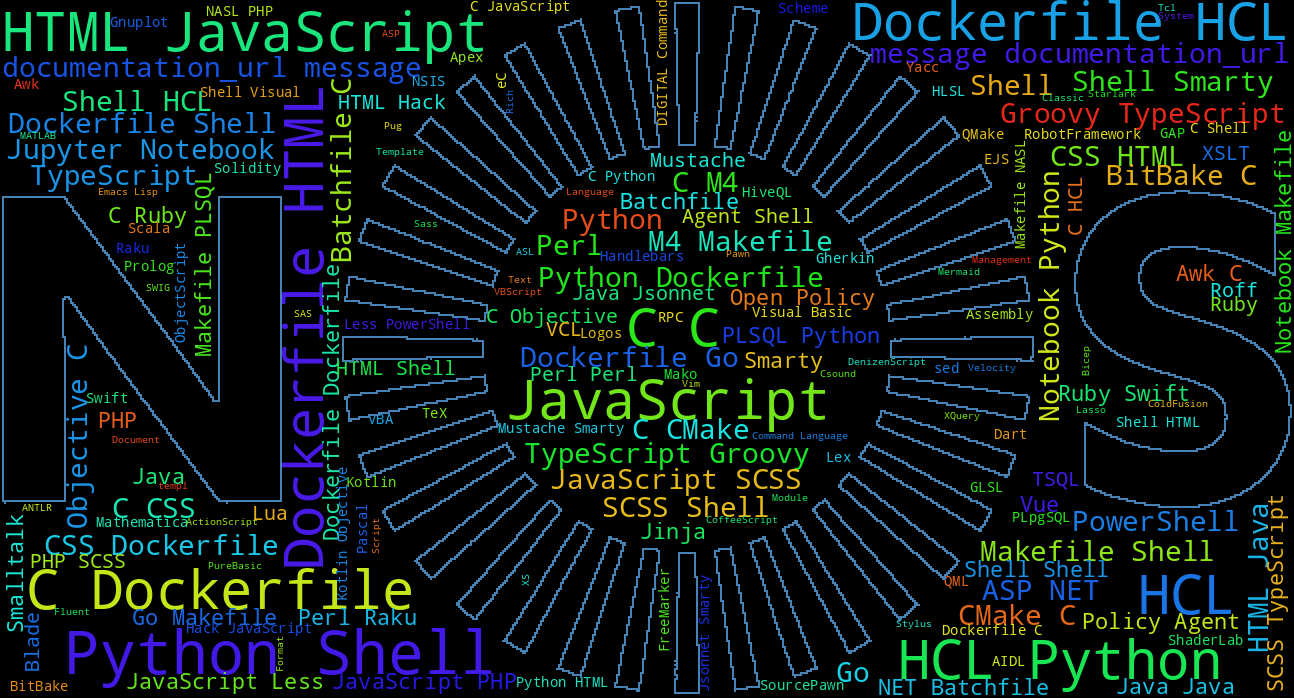 NASL PHP
Gnuplot
HTML JavaScript
ASP
documentation_url message
Awk
Shell Visual
Shell HCL
Dockerfile Shell
MATLAB
Jupyter Notebook
Solidity
TypeScript
Emacs Lisp
C Ruby
Scala
Raku
Prolog
SWIG
ObjectScript
Makefile PLSQL
Dockerfile HTML
Batchfile C
SAS
Objective C
Swift
PHP
Document
Java
templ
C CSS
ANTLR
Mathematica
ActionScript
Lua
CSS Dockerfile
PHP SCSS
PureBasic
Smalltalk
C Dockerfile
Fluent
Go Makefile
Perl Raku
Hack JavaScript
Blade
Python Shell
Format
BitBake
JavaScript Less
JavaScript PHP
Python HTML
C JavaScript
Apex
NSIS
eC
Rich
HTML Hack
Pug
Template
Sass
Less PowerShell
Dockerfile Dockerfile
HTML Shell
VBA
TeX
Kotlin
Kotlin Objective
Pascal
Script
xs
DIGITAL Command
Scheme
Mustache
C Python
C M4
Language
Batchfile
HiveQL
Python
Agent Shell
Perl
M4 Makefile
ASL
Handlebars
Pawn
Gherkin
Text
Python Dockerfile
VBScript
Java Jsonnet
Open Policy
C Objective
C C
RPC
Visual Basic
VCL
Logos
PLSQL Python
Dockerfile Go
Smarty
DenizenScript
Perl Perl
Mako
Vim
Csound
JavaScript
Mustache Smarty
C CMake
Command Language
TypeScript Groovy
Lex
JavaScript SCSS
SCSS Shell
Module
Jinja
CoffeeScript
FreeMarker
Jsonnet Smarty
SourcePawn
Go
Dockerfile HCL
Tcl
System
message documentation_url
Yacc
HLSL
Shell
Shell Smarty
Classic
Starlark
Groovy TypeScript
QMake
RobotFramework
GAP
C Shell
EJS
CSS HTML
XSLT
BitBake C
Makefile NASL
Notebook Python
C HCL
Notebook Makefile
Management
Mermaid
Assembly
sed
Velocity
Awk C
Roff
Ruby
Bicep
Ruby Swift
ColdFusion
Lasso
Shell HTML
XQuery
Dart
TSQL
GLSL
Vue
PLpgSQL
PowerShell
Makefile Shell
Shell Shell
QML
ASP NET
HCL
HTML Java
SCSS TypeScript
CMake C
Policy Agent
Stylus
Dockerfile C
ShaderLab
HCL Python
AIDL
NET Batchfile
Java Java